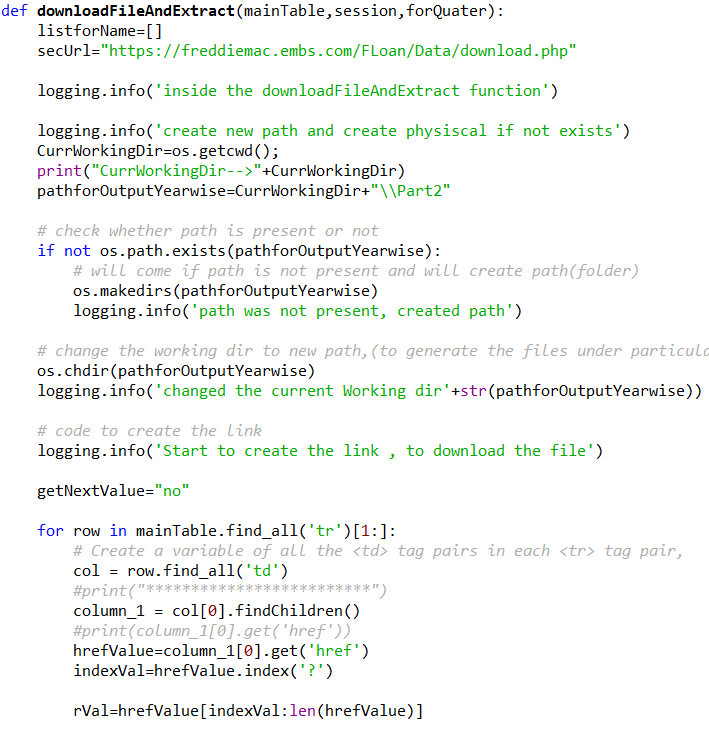 def downloadFileAndExtract(mainTable,session,forQuater):
    listforName=[]
    secUrl="https://freddiemac.embs.com/FLoan/Data/download.php"

    logging.info('inside the downloadFileAndExtract function')

    logging.info('create new path and create physiscal if not exists')
    CurrWorkingDir=os.getcwd();
    print("CurrWorkingDir-->"+CurrWorkingDir)
    pathforOutputYearwise=CurrWorkingDir+"\\Part2"

    # check whether path is present or not
    if not os.path.exists(pathforOutputYearwise):
        # will come if path is not present and will create path(folder)
        os.makedirs(pathforOutputYearwise)
        logging.info('path was not present, created path')

    # change the working dir to new path,(to generate the files under
    os.chdir(pathforOutputYearwise)
    logging.info('changed the current Working dir'+str(pathforOutputYearwise))

    # code to create the link
    logging.info('Start to create the link , to download the file')

    getNextValue="no"

    for row in mainTable.find_all('tr')[1:]:
        # Create a variable of all the <td> tag pairs in each <tr> tag pair,
        col = row.find_all('td')
        #print("*************************")
        column_1 = col[0].findChildren()
        #print(column_1[0].get('href'))
        hrefValue=column_1[0].get('href')
        indexVal=hrefValue.index('?')

        rVal=hrefValue[indexVal:len(hrefValue)]